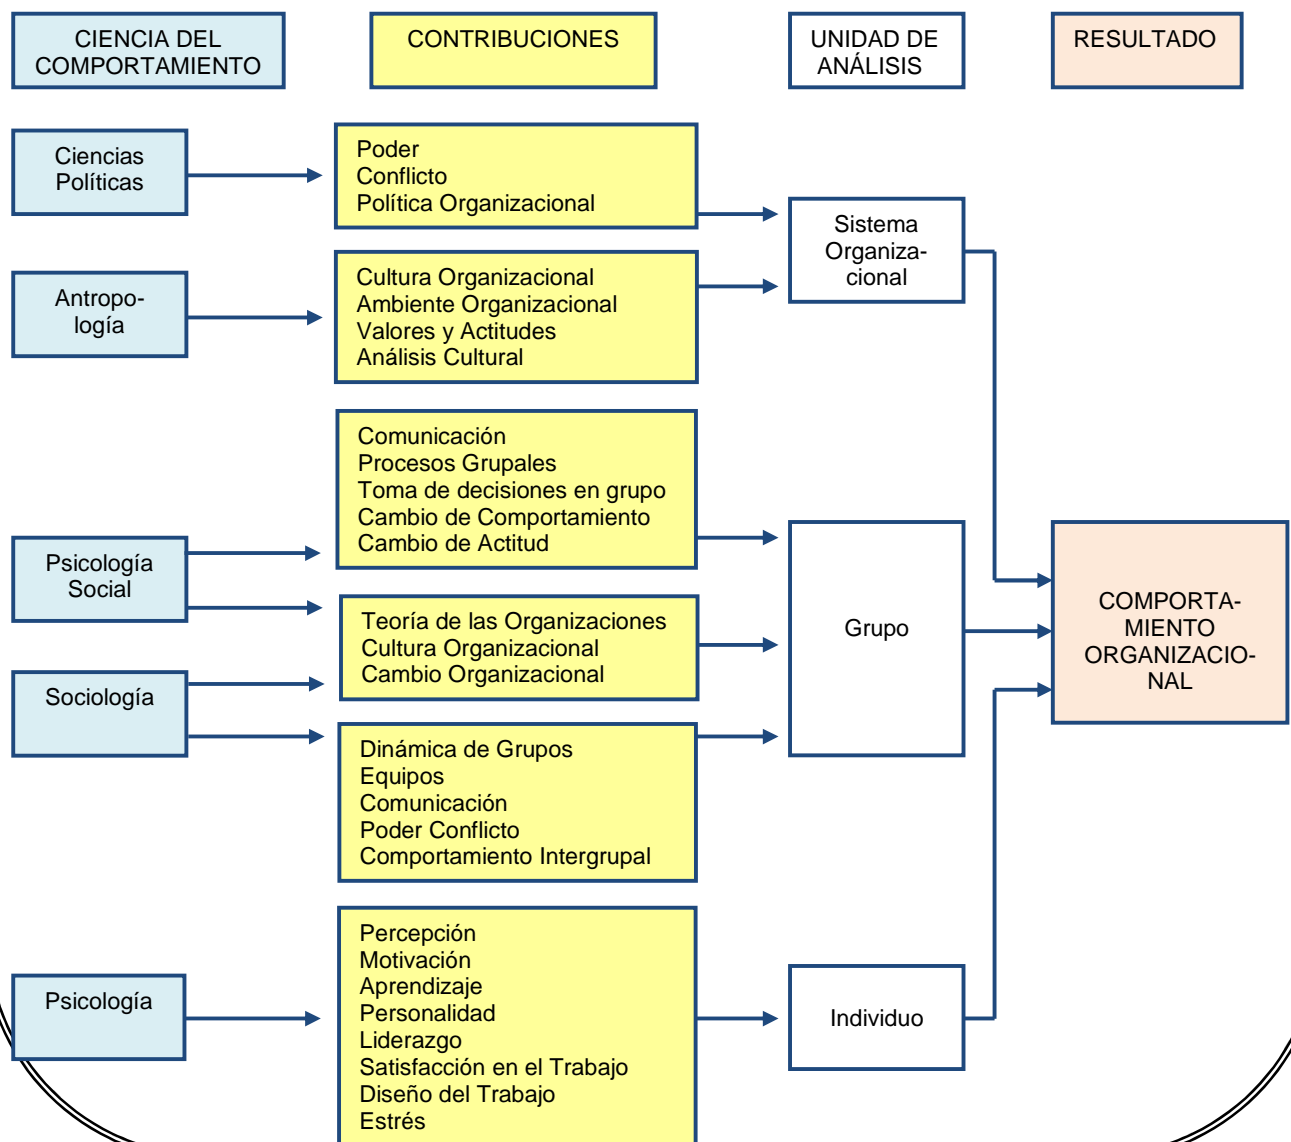 CIENCIA DEL
COMPORTAMIENTO
CONTRIBUCIONES
UNIDAD DE
ANÁLISIS
RESULTADO
Ciencias
Políticas
Poder
Conflicto
Política Organizacional
Sistema
Organiza-
cional
Antropo-
logía
Cultura Organizacional
Ambiente Organizacional
Valores y Actitudes
Análisis Cultural
Psicología
Social
Comunicación
Procesos Grupales
Toma de decisiones en grupo
Cambio de Comportamiento
Cambio de Actitud
Teoría de las Organizaciones
Cultura Organizacional
Cambio Organizacional
Grupo
COMPORTA-
MIENTO
ORGANIZACIO-
NAL
Sociología
Dinámica de Grupos
Equipos
Comunicación
Poder Conflicto
Comportamiento Intergrupal
Psicología
Percepción
Motivación
Aprendizaje
Personalidad
Liderazgo
Satisfacción en el Trabajo
Diseño del Trabajo
Estrés
Individuo